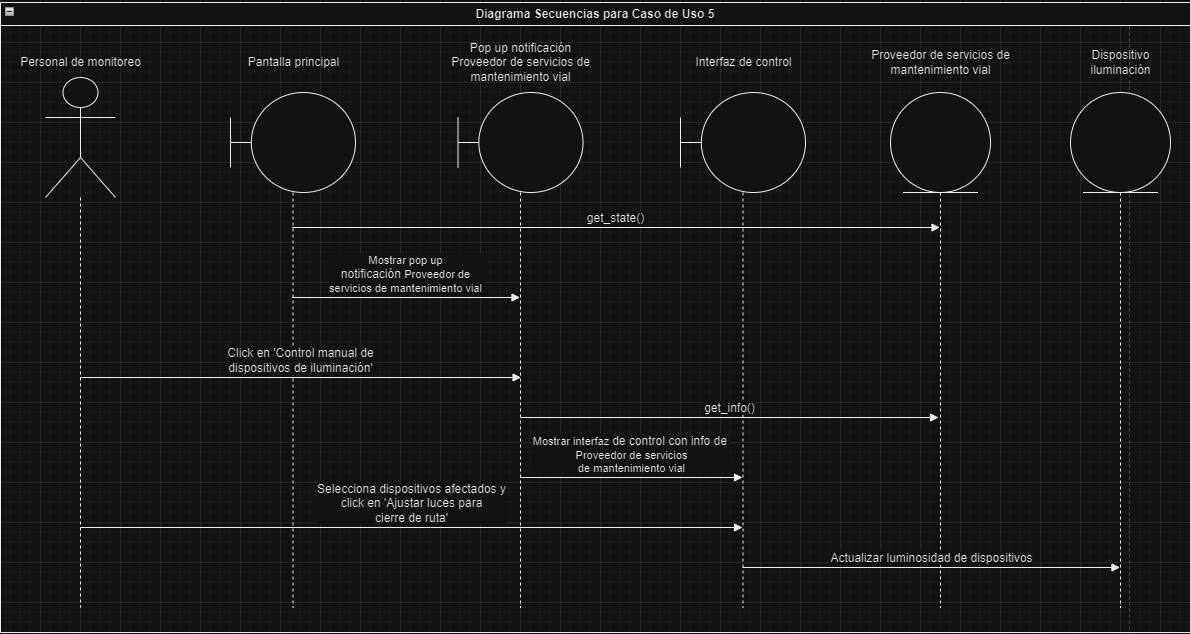 Diagrama Secuencias para Caso de Uso 5
Personal de monitoreo
Pantalla principal
Pop up notificación
Proveedor de servicios de
mantenimiento vial
Interfaz de control
Proveedor de servicios de
mantenimiento vial
Dispositivo
iluminación
get_state()
Mostrar pop up
notificación Proveedor de
servicios de mantenimiento vial
Click en 'Control manual de
dispositivos de iluminación'
get_info()
Mostrar interfaz de control con info de
Proveedor de servicios
de mantenimiento vial
Selecciona dispositivos afectados y
click en 'Ajustar luces para
cierre de ruta'
Actualizar luminosidad de dispositivos